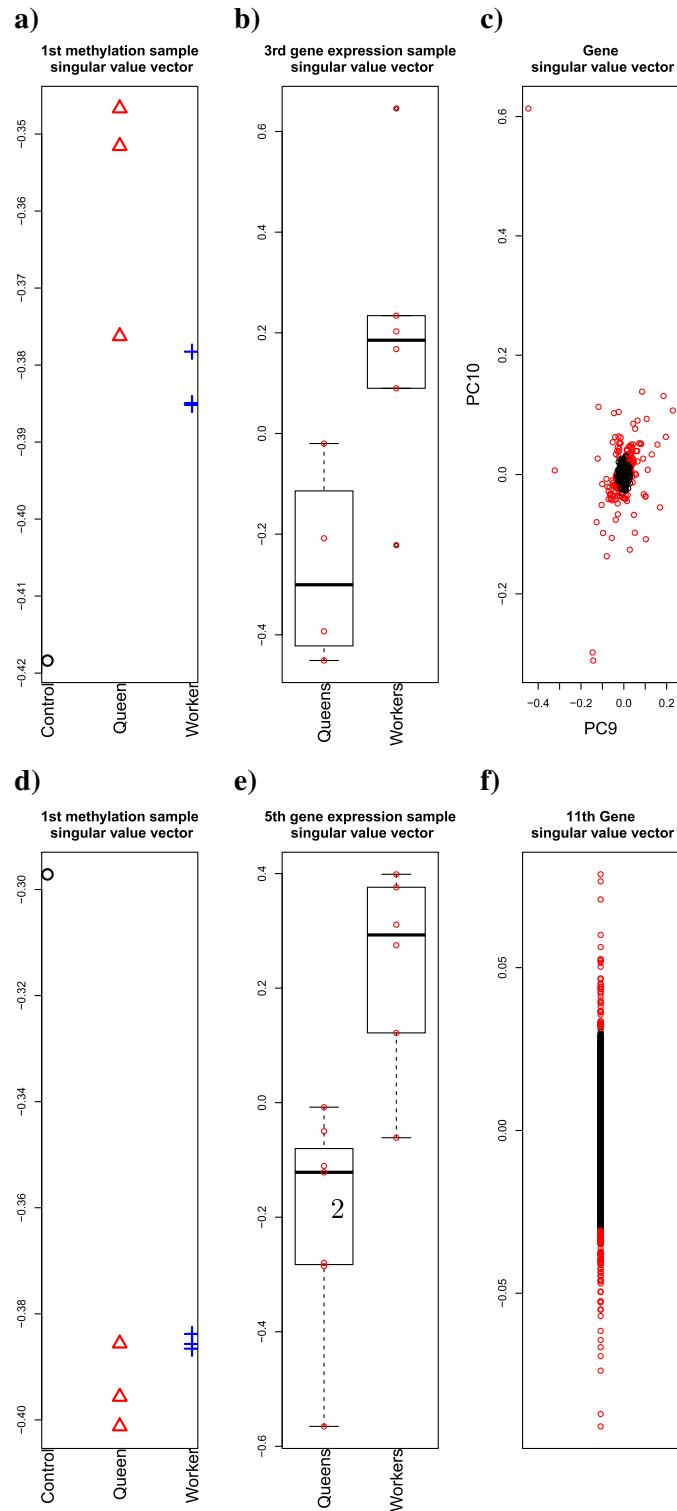 a)
1st methylation sample
singular value vector
−0.35
−0.36
−0.37
−0.38
−0.39
−0.40
−0.41
−0.42
Control
Queen
Worker
b)
3rd gene expression sample
singular value vector
0.6
0.4
0.2
0.0
−0.2
−0.4
Queens
Workers
c)
Gene
singular value vector
0.6
0.4
0.2
0.0
−0.2
PC10
−0.4
−0.2
0.0
0.2
PC9
d)
1st methylation sample
singular value vector
−0.30
−0.32
−0.34
−0.36
−0.38
−0.40
Control
Queen
Worker
e)
5th gene expression sample
singular value vector
0.4
0.2
0.0
−0.2
−0.4
−0.6
2
Queens
Workers
f)
11th Gene
singular value vector
0.05
0.00
−0.05